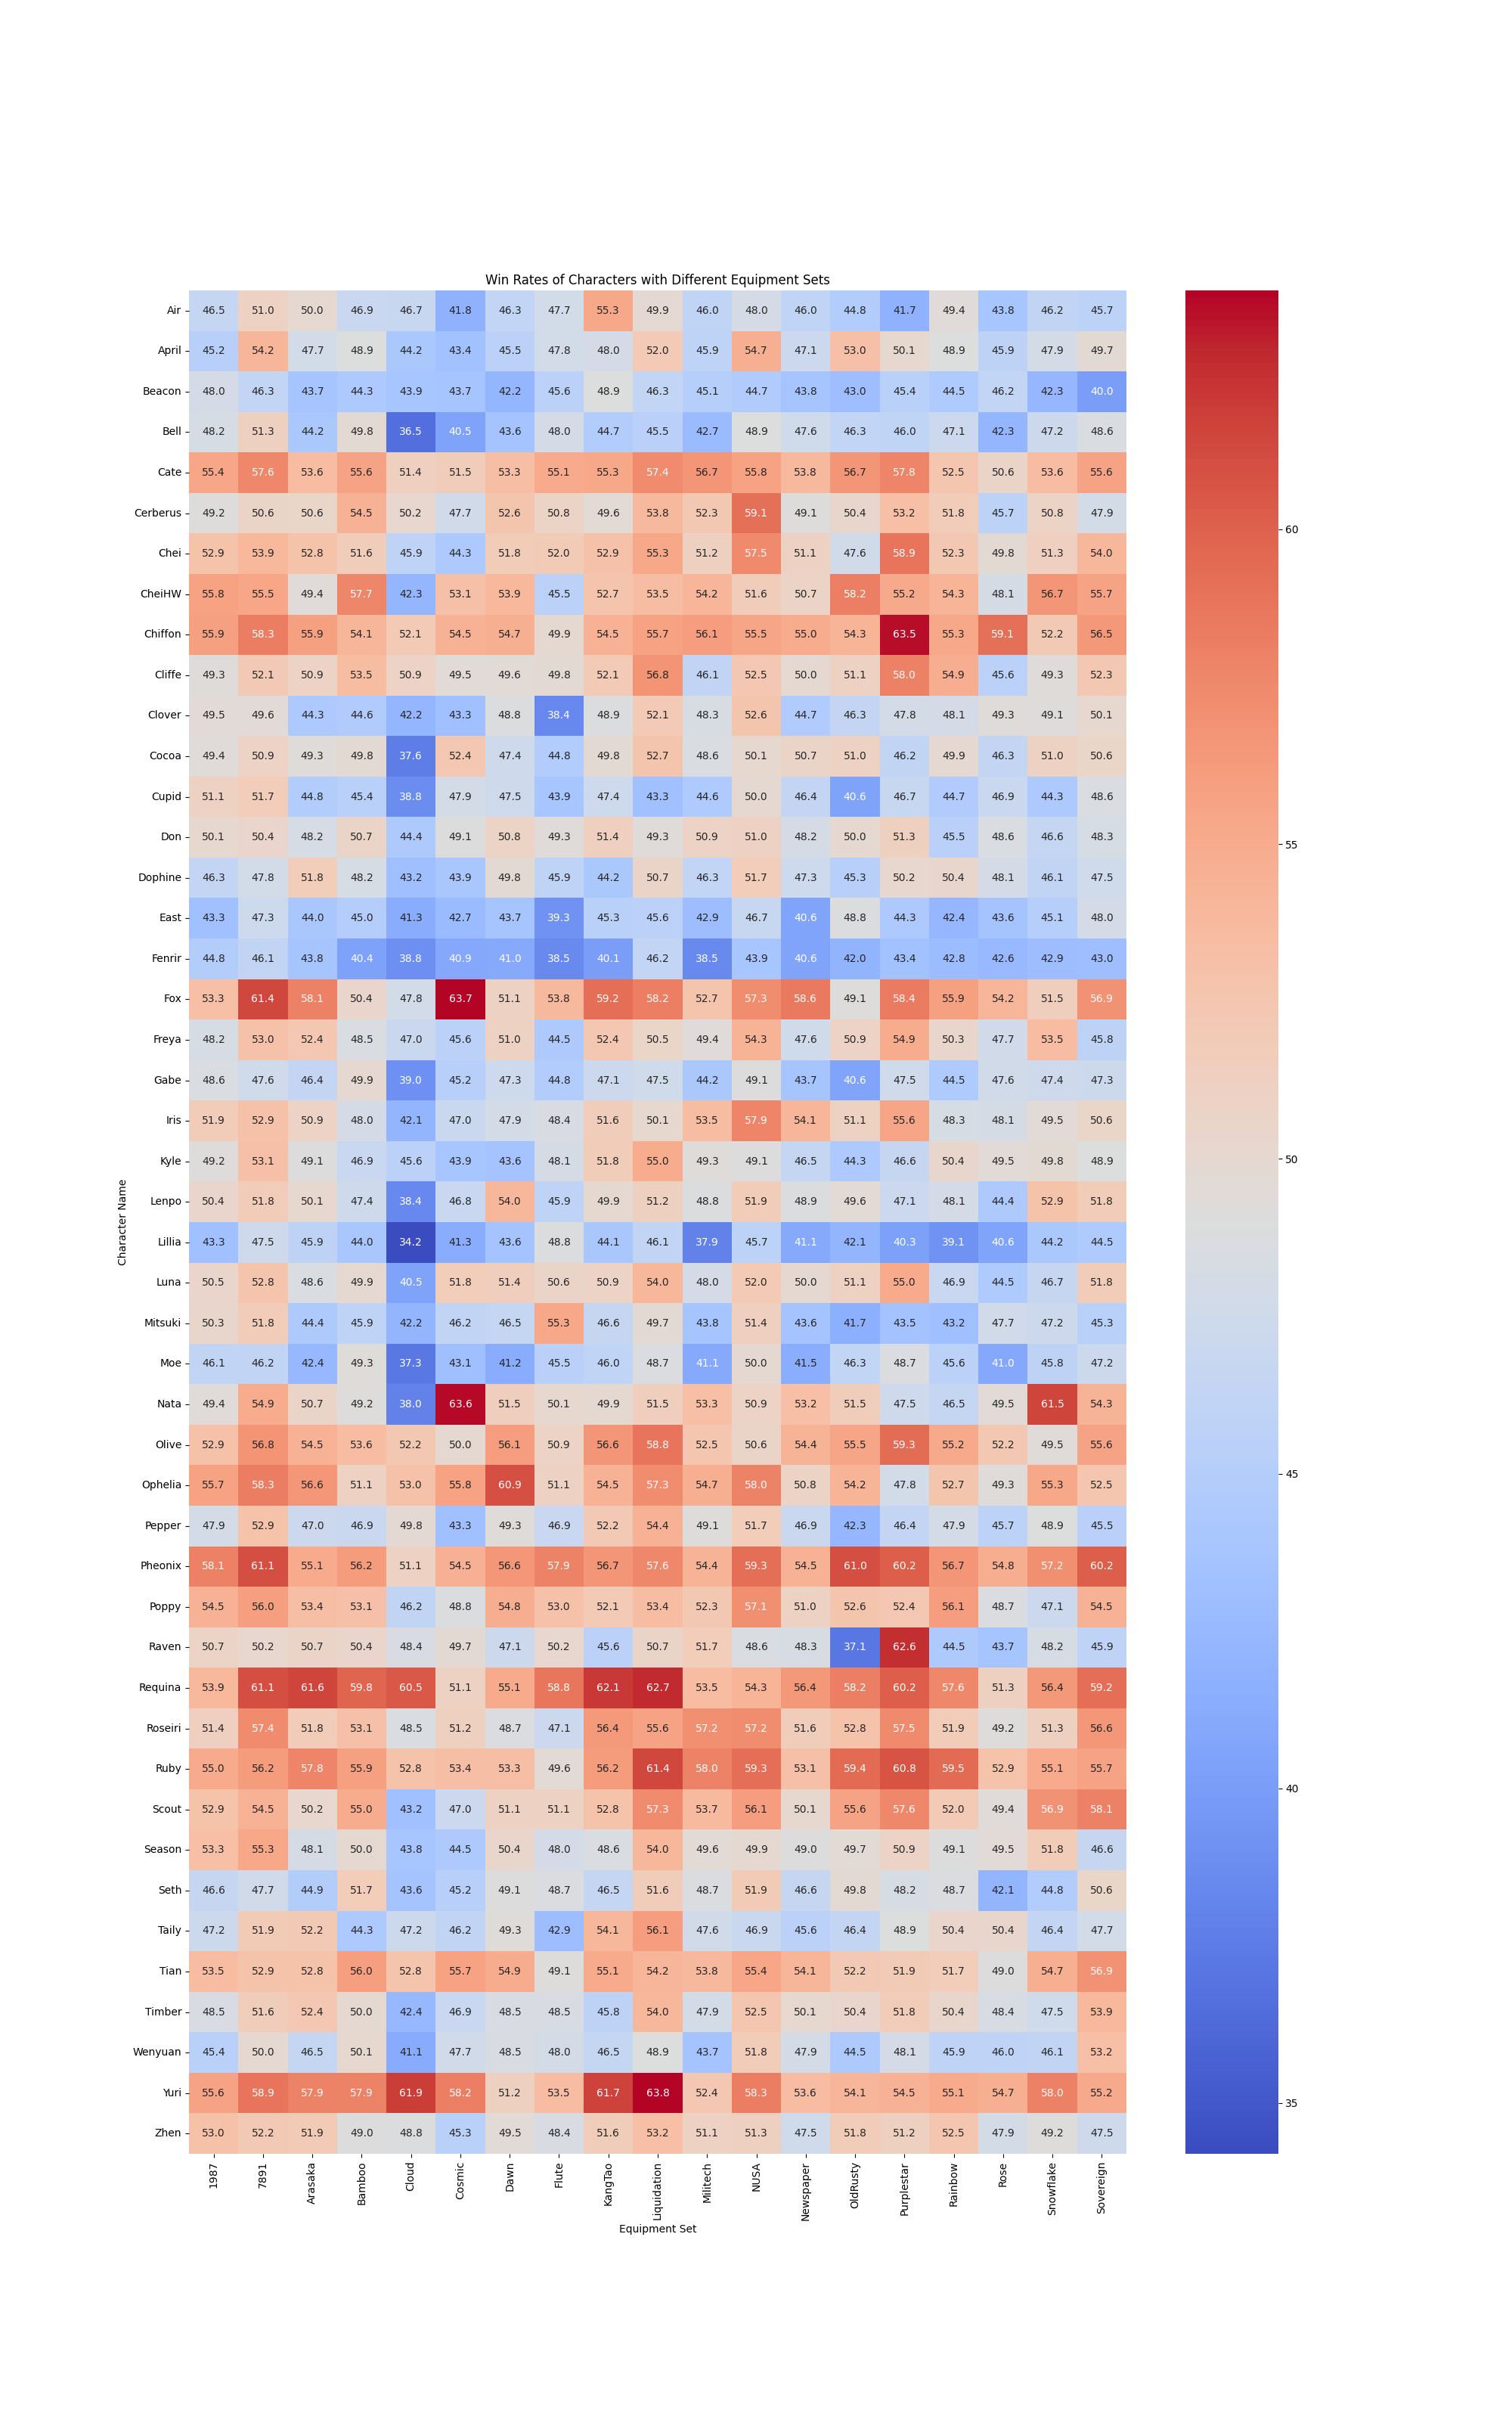 Win Rates of Characters with Different Equipment Sets
Air 46.5 51.0 50.0 46.9 46.7 41.8 46.3 47.7 55.3 49.9 46.0 48.0 46.0 44.8 41.7 49.4 43.8 46.2 45.7
April 45.2 54.2 47.7 48.9 44.2 43.4 45.5 47.8 48.0 52.0 45.9 54.7 47.1 53.0 50.1 48.9 45.9 47.9 49.7
Beacon 48.0 46.3 43.7 44.3 43.9 43.7 42.2 45.6 48.9 46.3 45.1 44.7 43.8 43.0 45.4 44.5 46.2 42.3 40.0
Bell 48.2 51.3 44.2 49.8 36.5 40.5 43.6 48.0 44.7 45.5 42.7 48.9 47.6 46.3 46.0 47.1 42.3 47.2 48.6
Cate 55.4 57.6 53.6 55.6 51.4 51.5 53.3 55.1 55.3 57.4 56.7 55.8 53.8 56.7 57.8 52.5 50.6 53.6 55.6
Cerberus 49.2 50.6 50.6 54.5 50.2 47.7 52.6 50.8 49.6 53.8 52.3 59.1 49.1 50.4 53.2 51.8 45.7 50.8 47.9
Chei 52.9 53.9 52.8 51.6 45.9 44.3 51.8 52.0 52.9 55.3 51.2 57.5 51.1 47.6 58.9 52.3 49.8 51.3 54.0
CheiHW 55.8 55.5 49.4 57.7 42.3 53.1 53.9 45.5 52.7 53.5 54.2 51.6 50.7 58.2 55.2 54.3 48.1 56.7 55.7
Chiffon 55.9 58.3 55.9 54.1 52.1 54.5 54.7 49.9 54.5 55.7 56.1 55.5 55.0 54.3 63.5 55.3 59.1 52.2 56.5
Cliffe 49.3 52.1 50.9 53.5 50.9 49.5 49.6 49.8 52.1 56.8 46.1 52.5 50.0 51.1 58.0 54.9 45.6 49.3 52.3
Clover 49.5 49.6 44.3 44.6 42.2 43.3 48.8 38.4 48.9 52.1 48.3 52.6 44.7 46.3 47.8 48.1 49.3 49.1 50.1
Cocoa 49.4 50.9 49.3 49.8 37.6 52.4 47.4 44.8 49.8 52.7 48.6 50.1 50.7 51.0 46.2 49.9 46.3 51.0 50.6
Cupid 51.1 51.7 44.8 45.4 38.8 47.9 47.5 43.9 47.4 43.3 44.6 50.0 46.4 40.6 46.7 44.7 46.9 44.3 48.6
Don 50.1 50.4 48.2 50.7 44.4 49.1 50.8 49.3 51.4 49.3 50.9 51.0 48.2 50.0 51.3 45.5 48.6 46.6 48.3
Dophine 46.3 47.8 51.8 48.2 43.2 43.9 49.8 45.9 44.2 50.7 46.3 51.7 47.3 45.3 50.2 50.4 48.1 46.1 47.5
East 43.3 47.3 44.0 45.0 41.3 42.7 43.7 39.3 45.3 45.6 42.9 46.7 40.6 48.8 44.3 42.4 43.6 45.1 48.0
Fenrir 44.8 46.1 43.8 40.4 38.8 40.9 41.0 38.5 40.1 46.2 38.5 43.9 40.6 42.0 43.4 42.8 42.6 42.9 43.0
Fox 53.3 61.4 58.1 50.4 47.8 63.7 51.1 53.8 59.2 58.2 52.7 57.3 58.6 49.1 58.4 55.9 54.2 51.5 56.9
Freya 48.2 53.0 52.4 48.5 47.0 45.6 51.0 44.5 52.4 50.5 49.4 54.3 47.6 50.9 54.9 50.3 47.7 53.5 45.8
Gabe 48.6 47.6 46.4 49.9 39.0 45.2 47.3 44.8 47.1 47.5 44.2 49.1 43.7 40.6 47.5 44.5 47.6 47.4 47.3
Iris 51.9 52.9 50.9 48.0 42.1 47.0 47.9 48.4 51.6 50.1 53.5 57.9 54.1 51.1 55.6 48.3 48.1 49.5 50.6
Kyle 49.2 53.1 49.1 46.9 45.6 43.9 43.6 48.1 51.8 55.0 49.3 49.1 46.5 44.3 46.6 50.4 49.5 49.8 48.9
Lenpo 50.4 51.8 50.1 47.4 38.4 46.8 54.0 45.9 49.9 51.2 48.8 51.9 48.9 49.6 47.1 48.1 44.4 52.9 51.8
Lillia 43.3 47.5 45.9 44.0 34.2 41.3 43.6 48.8 44.1 46.1 37.9 45.7 41.1 42.1 40.3 39.1 40.6 44.2 44.5
Luna 50.5 52.8 48.6 49.9 40.5 51.8 51.4 50.6 50.9 54.0 48.0 52.0 50.0 51.1 55.0 46.9 44.5 46.7 51.8
Mitsuki 50.3 51.8 44.4 45.9 42.2 46.2 46.5 55.3 46.6 49.7 43.8 51.4 43.6 41.7 43.5 43.2 47.7 47.2 45.3
Moe 46.1 46.2 42.4 49.3 37.3 43.1 41.2 45.5 46.0 48.7 41.1 50.0 41.5 46.3 48.7 45.6 41.0 45.8 47.2
Nata 49.4 54.9 50.7 49.2 38.0 63.6 51.5 50.1 49.9 51.5 53.3 50.9 53.2 51.5 47.5 46.5 49.5 61.5 54.3
Olive 52.9 56.8 54.5 53.6 52.2 50.0 56.1 50.9 56.6 58.8 52.5 50.6 54.4 55.5 59.3 55.2 52.2 49.5 55.6
Ophelia 55.7 58.3 56.6 51.1 53.0 55.8 60.9 51.1 54.5 57.3 54.7 58.0 50.8 54.2 47.8 52.7 49.3 55.3 52.5
Pepper 47.9 52.9 47.0 46.9 49.8 43.3 49.3 46.9 52.2 54.4 49.1 51.7 46.9 42.3 46.4 47.9 45.7 48.9 45.5
Pheonix 58.1 61.1 55.1 56.2 51.1 54.5 56.6 57.9 56.7 57.6 54.4 59.3 54.5 61.0 60.2 56.7 54.8 57.2 60.2
Poppy 54.5 56.0 53.4 53.1 46.2 48.8 54.8 53.0 52.1 53.4 52.3 57.1 51.0 52.6 52.4 56.1 48.7 47.1 54.5
Raven 50.7 50.2 50.7 50.4 48.4 49.7 47.1 50.2 45.6 50.7 51.7 48.6 48.3 37.1 62.6 44.5 43.7 48.2 45.9
Requina 53.9 61.1 61.6 59.8 60.5 51.1 55.1 58.8 62.1 62.7 53.5 54.3 56.4 58.2 60.2 57.6 51.3 56.4 59.2
Roseiri 51.4 57.4 51.8 53.1 48.5 51.2 48.7 47.1 56.4 55.6 57.2 57.2 51.6 52.8 57.5 51.9 49.2 51.3 56.6
Ruby 55.0 56.2 57.8 55.9 52.8 53.4 53.3 49.6 56.2 61.4 58.0 59.3 53.1 59.4 60.8 59.5 52.9 55.1 55.7
Scout 52.9 54.5 50.2 55.0 43.2 47.0 51.1 51.1 52.8 57.3 53.7 56.1 50.1 55.6 57.6 52.0 49.4 56.9 58.1
Season 53.3 55.3 48.1 50.0 43.8 44.5 50.4 48.0 48.6 54.0 49.6 49.9 49.0 49.7 50.9 49.1 49.5 51.8 46.6
Seth 46.6 47.7 44.9 51.7 43.6 45.2 49.1 48.7 46.5 51.6 48.7 51.9 46.6 49.8 48.2 48.7 42.1 44.8 50.6
Taily 47.2 51.9 52.2 44.3 47.2 46.2 49.3 42.9 54.1 56.1 47.6 46.9 45.6 46.4 48.9 50.4 50.4 46.4 47.7
Tian 53.5 52.9 52.8 56.0 52.8 55.7 54.9 49.1 55.1 54.2 53.8 55.4 54.1 52.2 51.9 51.7 49.0 54.7 56.9
Timber 48.5 51.6 52.4 50.0 42.4 46.9 48.5 48.5 45.8 54.0 47.9 52.5 50.1 50.4 51.8 50.4 48.4 47.5 53.9
Wenyuan 45.4 50.0 46.5 50.1 41.1 47.7 48.5 48.0 46.5 48.9 43.7 51.8 47.9 44.5 48.1 45.9 46.0 46.1 53.2
Yuri 55.6 58.9 57.9 57.9 61.9 58.2 51.2 53.5 61.7 63.8 52.4 58.3 53.6 54.1 54.5 55.1 54.7 58.0 55.2
Zhen 53.0 52.2 51.9 49.0 48.8 45.3 49.5 48.4 51.6 53.2 51.1 51.3 47.5 51.8 51.2 52.5 47.9 49.2 47.5
1987 7891 Arasaka Bamboo Cloud Cosmic Dawn Flute KangTao Liquidation Militech NUSA Newspaper OldRusty Purplestar Rainbow Rose Snowflake Sovereign
Equipment Set
Character Name
60
55
50
45
40
35